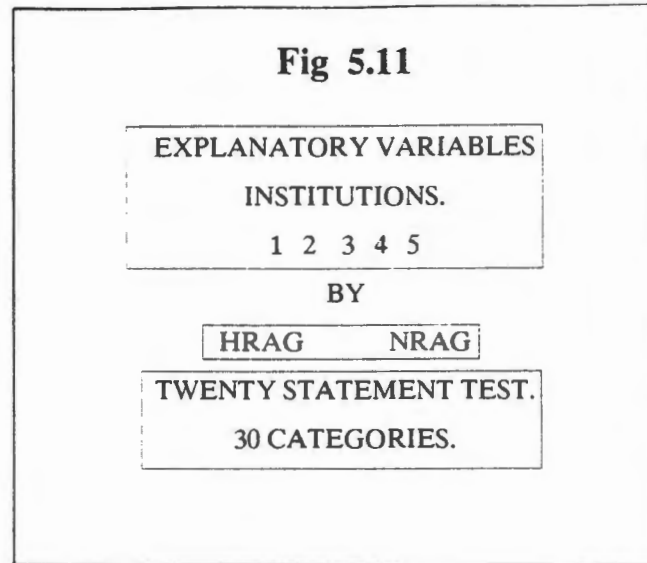 Fig 5.11
EXPLANATORY VARIABLES
INSTITUTIONS.
1 2 3 4 5
BY
HRAG NRAG
TWENTY STATEMENT TEST.
30 CATEGORIES.